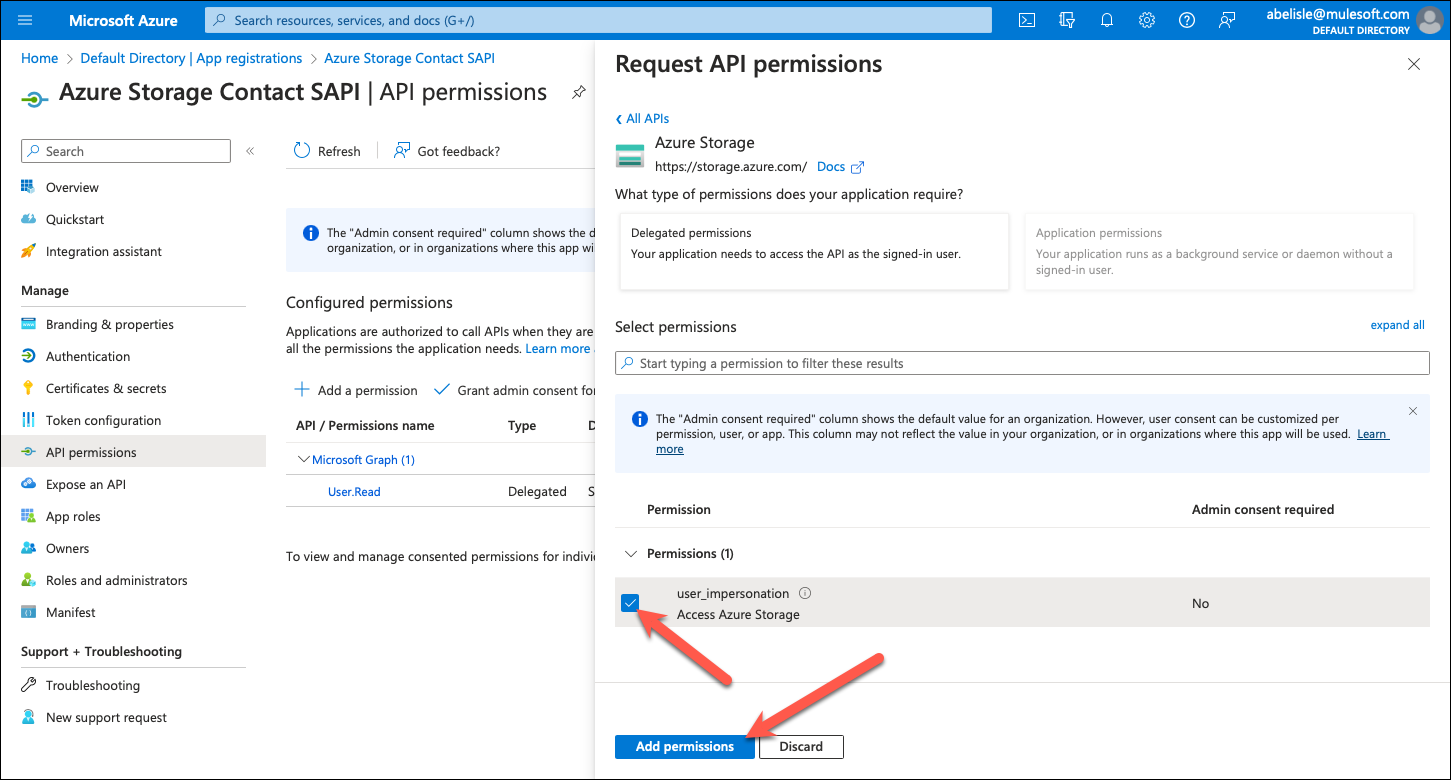 Microsoft Azure
Search resources, services, and docs (G+/)
abelisle@mulesoft.com
DEFAULT DIRECTORY
Home > Default Directory | App registrations > Azure Storage Contact SAPI
Azure Storage Contact SAPI | API permissions
Search
«
Overview
Quickstart
Integration assistant
Manage
Branding & properties
Authentication
Certificates & secrets
Token configuration
API permissions
Expose an API
App roles
Owners
Roles and administrators
Manifest
Support + Troubleshooting
Troubleshooting
New support request
Refresh
Got feedback?
The "Admin consent required" column shows the d
organization, or in organizations where this app wi
Configured permissions
Applications are authorized to call APIs when they are
all the permissions the application needs. Learn more
Add a permission
Grant admin consent for
API / Permissions name Type D
Microsoft Graph (1)
User.Read Delegated S
To view and manage consented permissions for individ
Request API permissions
All APIs
Azure Storage
https://storage.azure.com/ Docs
What type of permissions does your application require?
Delegated permissions
Your application needs to access the API as the signed-in user.
Application permissions
Your application runs as a background service or daemon without a
signed-in user.
Select permissions
expand all
Start typing a permission to filter these results
The "Admin consent required" column shows the default value for an organization. However, user consent can be customized per
permission, user, or app. This column may not reflect the value in your organization, or in organizations where this app will be used. Learn
more
Permission Admin consent required
Permissions (1)
user_impersonation
Access Azure Storage
No
Add permissions
Discard